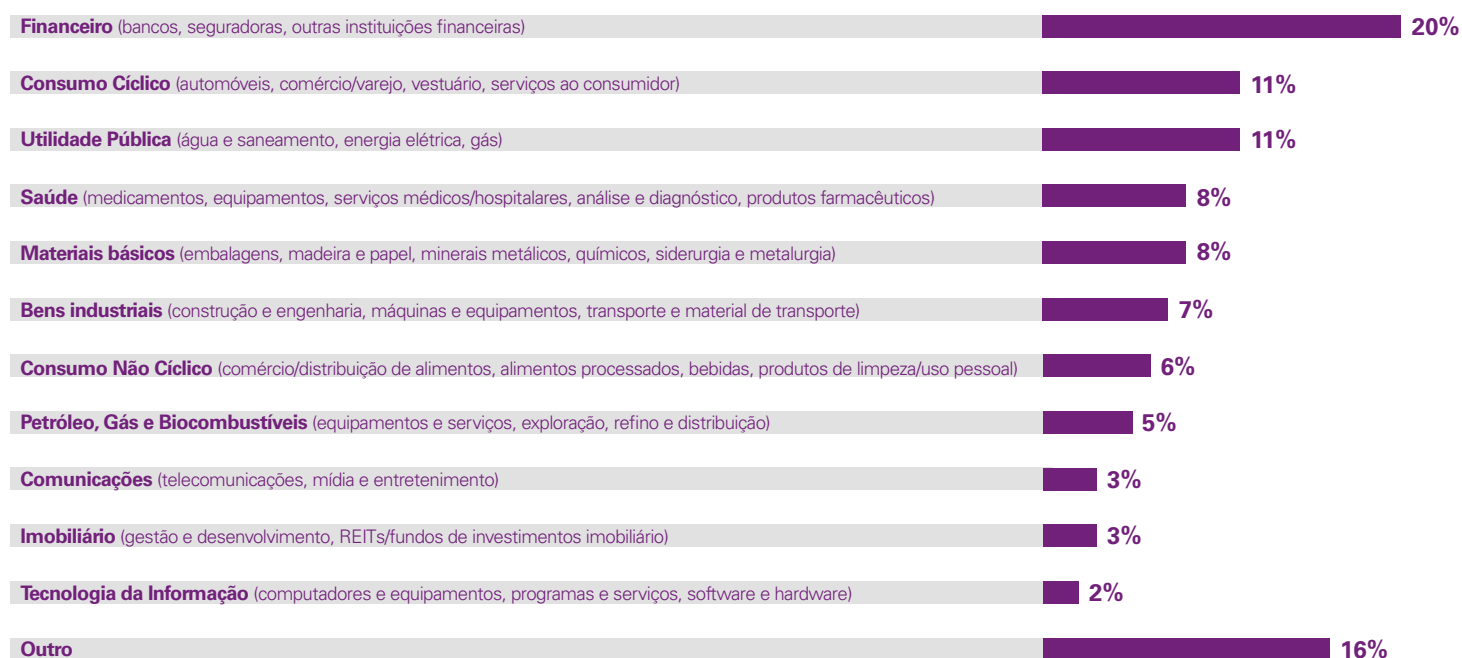 Financeiro (bancos, seguradoras, outras instituições financeiras) 20%
Consumo Cíclico (automóveis, comércio/varejo, vestuário, serviços ao consumidor) 11%
Utilidade Pública (água e saneamento, energia elétrica, gás) 11%
Saúde (medicamentos, equipamentos, serviços médicos/hospitalares, análise e diagnóstico, produtos farmacêuticos) 8%
Materiais básicos (embalagens, madeira e papel, minerais metálicos, químicos, siderurgia e metalurgia) 8%
Bens industriais (construção e engenharia, máquinas e equipamentos, transporte e material de transporte) 7%
Consumo Não Cíclico (comércio/distribuição de alimentos, alimentos processados, bebidas, produtos de limpeza/uso pessoal) 6%
Petróleo, Gás e Biocombustíveis (equipamentos e serviços, exploração, refino e distribuição) 5%
Comunicações (telecomunicações, mídia e entretenimento) 3%
Imobiliário (gestão e desenvolvimento, REITs/fundos de investimentos imobiliário) 3%
Tecnologia da Informação (computadores e equipamentos, programas e serviços, software e hardware) 2%
Outro 16%